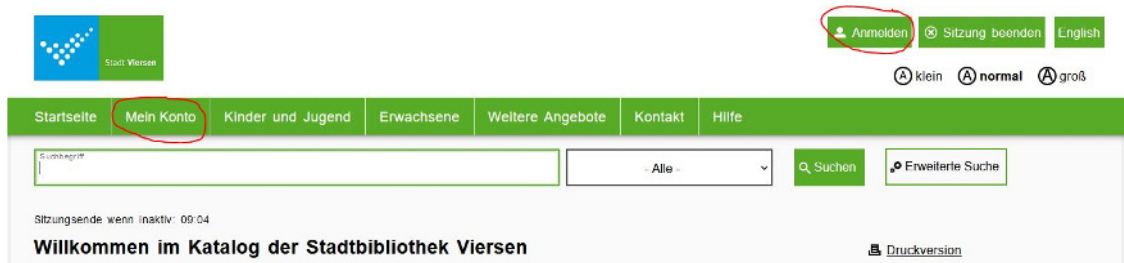 Stadt Viersen
Anmelden Sitzung beenden English
A klein A normal A groß
Startseite Mein Konto Kinder und Jugend Erwachsene Weitere Angebote Kontakt Hilfe
Suchbegriff
- Alle - Suchen Erweiterte Suche
Sitzungsende wenn inaktiv: 09:04
Willkommen im Katalog der Stadtbibliothek Viersen
Druckversion